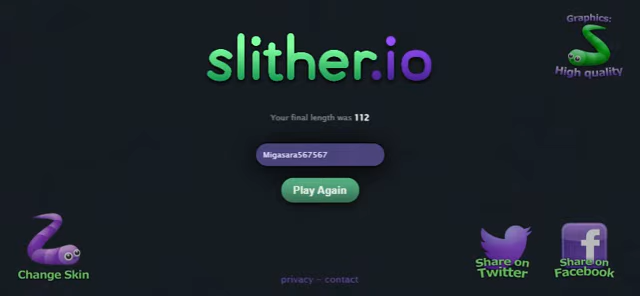 Graphics:
High quality
slither.io
Your final length was 112
Migasara567567
Play Again
Change Skin
Share on
Twitter
Share on
Facebook
privacy – contact